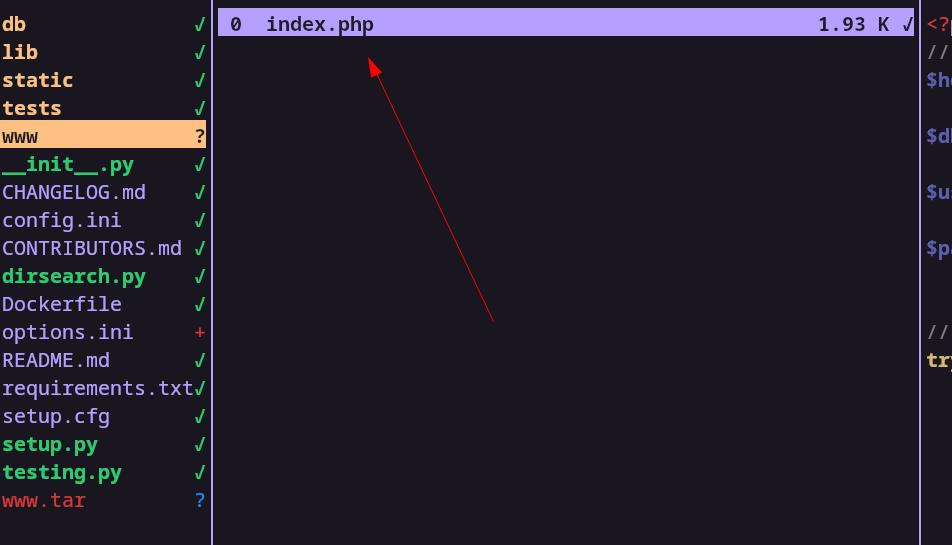 db √
lib √
static √
tests √
www ?
__init__.py √
CHANGELOG.md √
config.ini √
CONTRIBUTORS.md √
dirsearch.py √
Dockerfile √
options.ini +
README.md √
requirements.txt √
setup.cfg √
setup.py √
testing.py √
www.tar ?
0 index.php 1.93 K √
<?
//
$h
$d
$u
$p
//
try